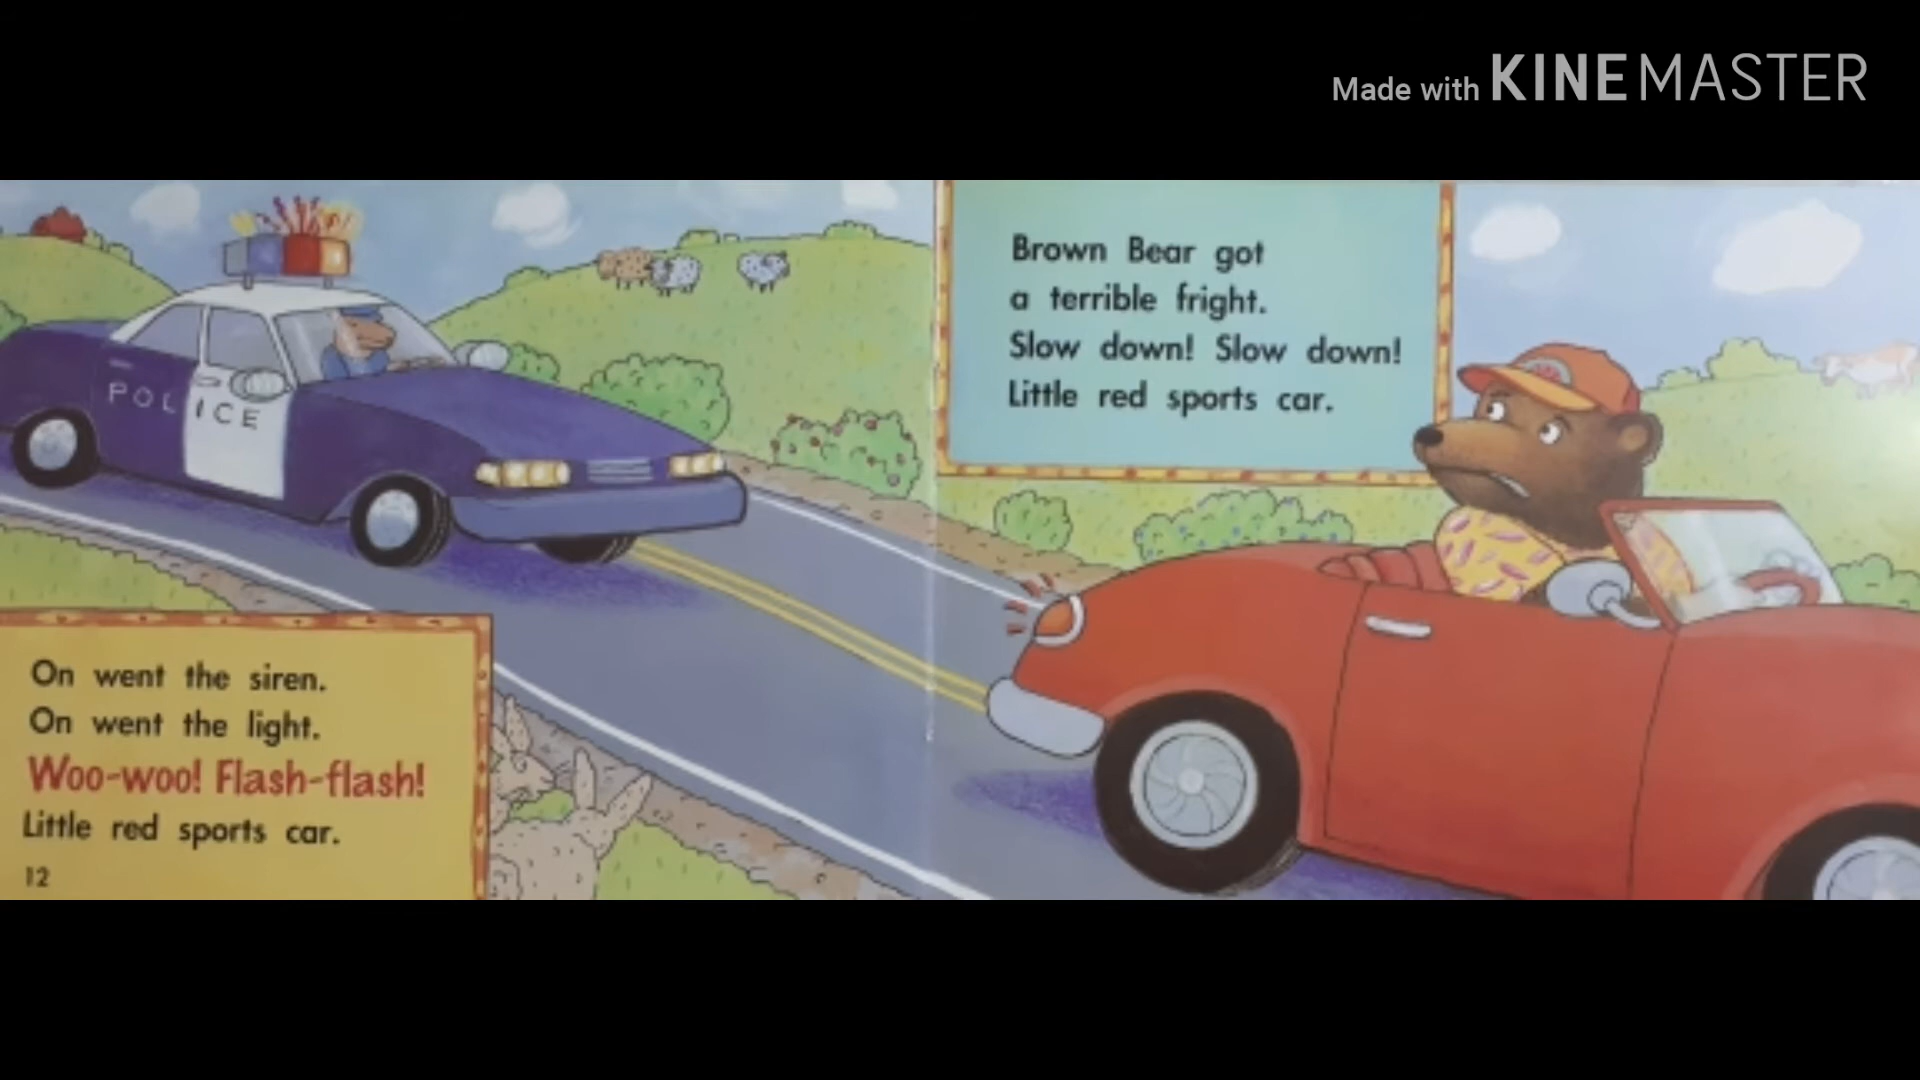 Made with KINEMASTER
POLICE
On went the siren.
On went the light.
Woo-woo! Flash-flash!
Little red sports car.
12
Brown Bear got
a terrible fright.
Slow down! Slow down!
Little red sports car.